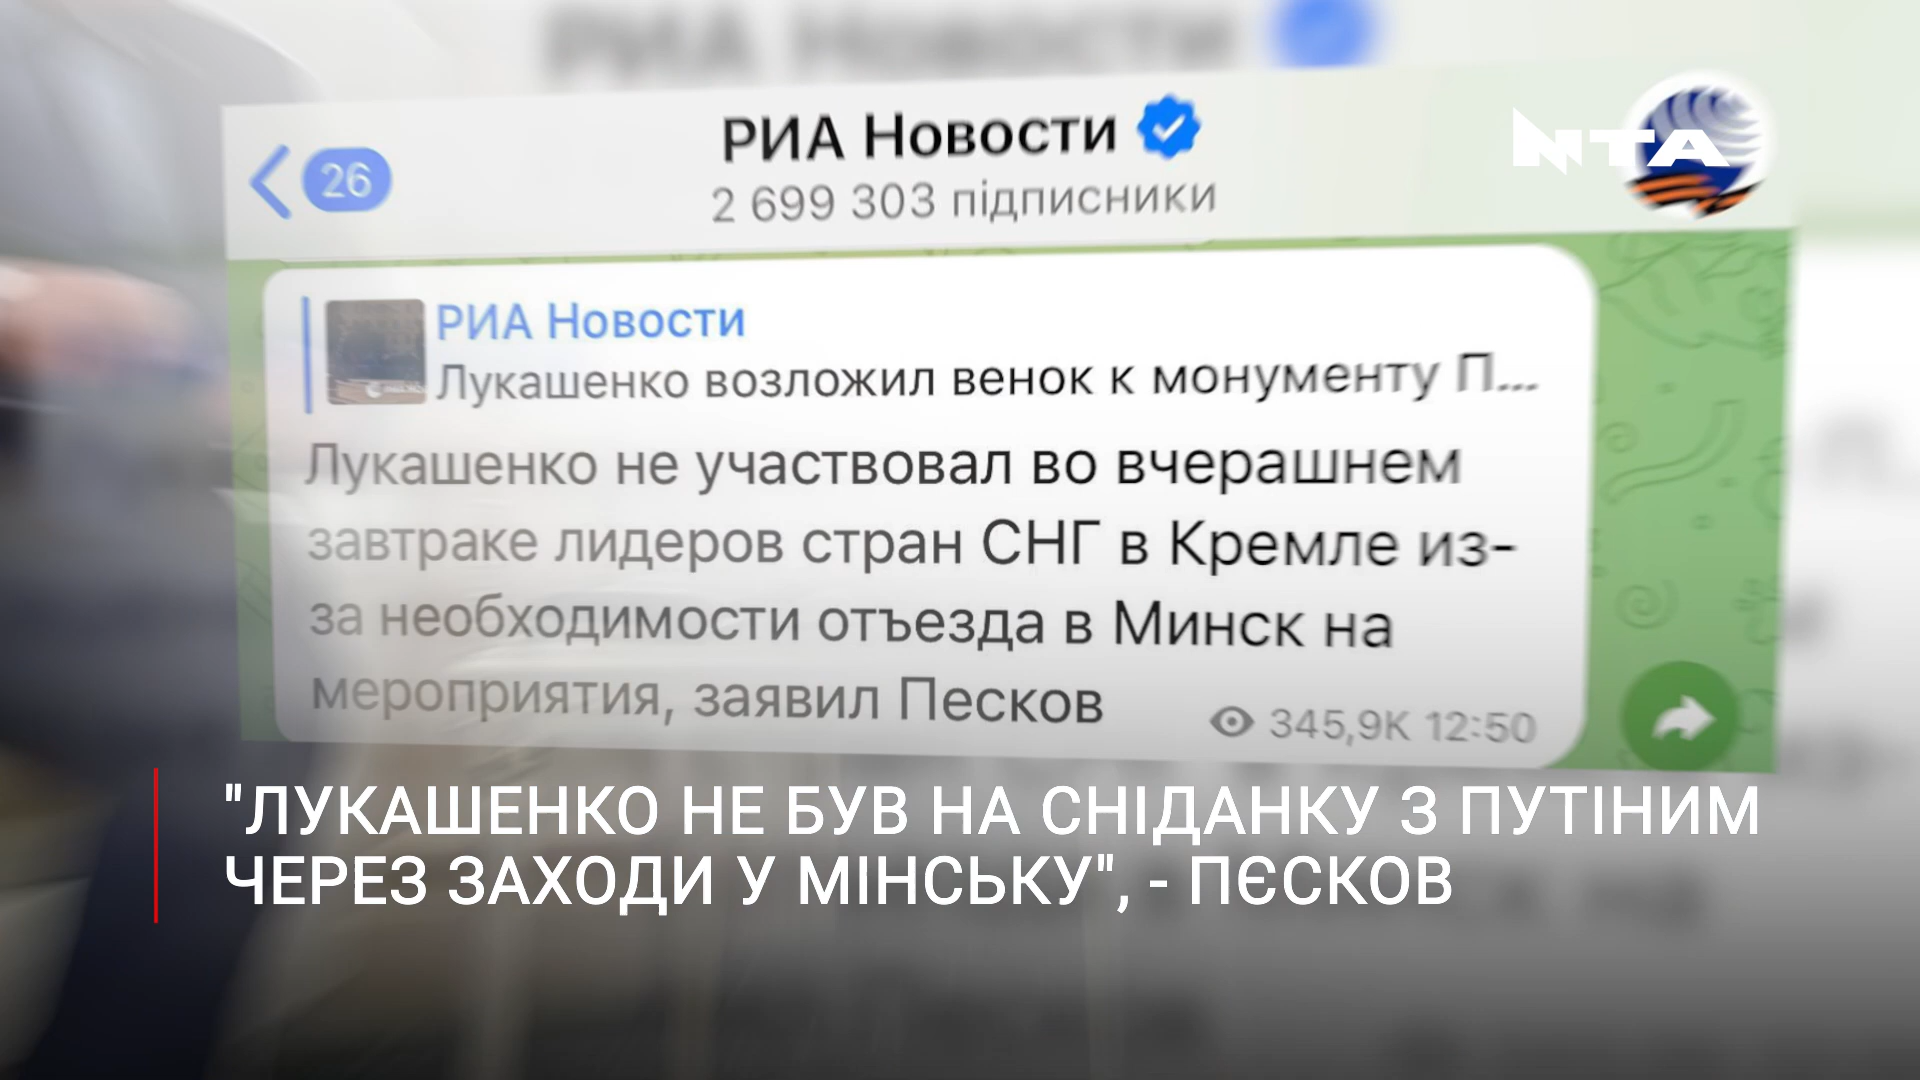 РИА Новости
26
2 699 303 підписники
NTA
РИА Новости
Лукашенко возложил венок к монументу П...
Лукашенко не участвовал во вчерашнем
завтраке лидеров стран СНГ в Кремле из-
за необходимости отъезда в Минск на
мероприятия, заявил Песков
345,9K 12:50
"ЛУКАШЕНКО НЕ БУВ НА СНІДАНКУ З ПУТІНИМ
ЧЕРЕЗ ЗАХОДИ У МІНСЬКУ", - ПЄСКОВ